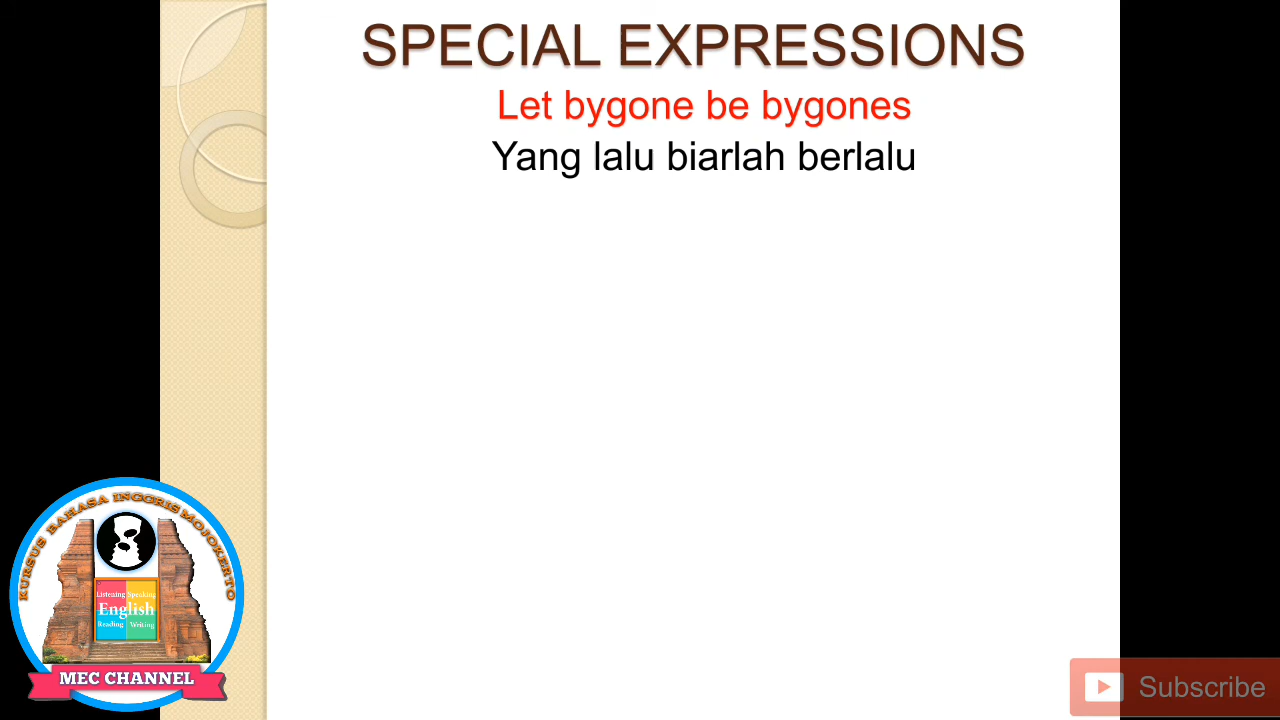 SPECIAL EXPRESSIONS
Let bygone be bygones
Yang lalu biarlah berlalu
KURSUS BAHASA INGGRIS MOJOKERTO
Listening Speaking
English
Reading Writing
MEC CHANNEL
Subscribe